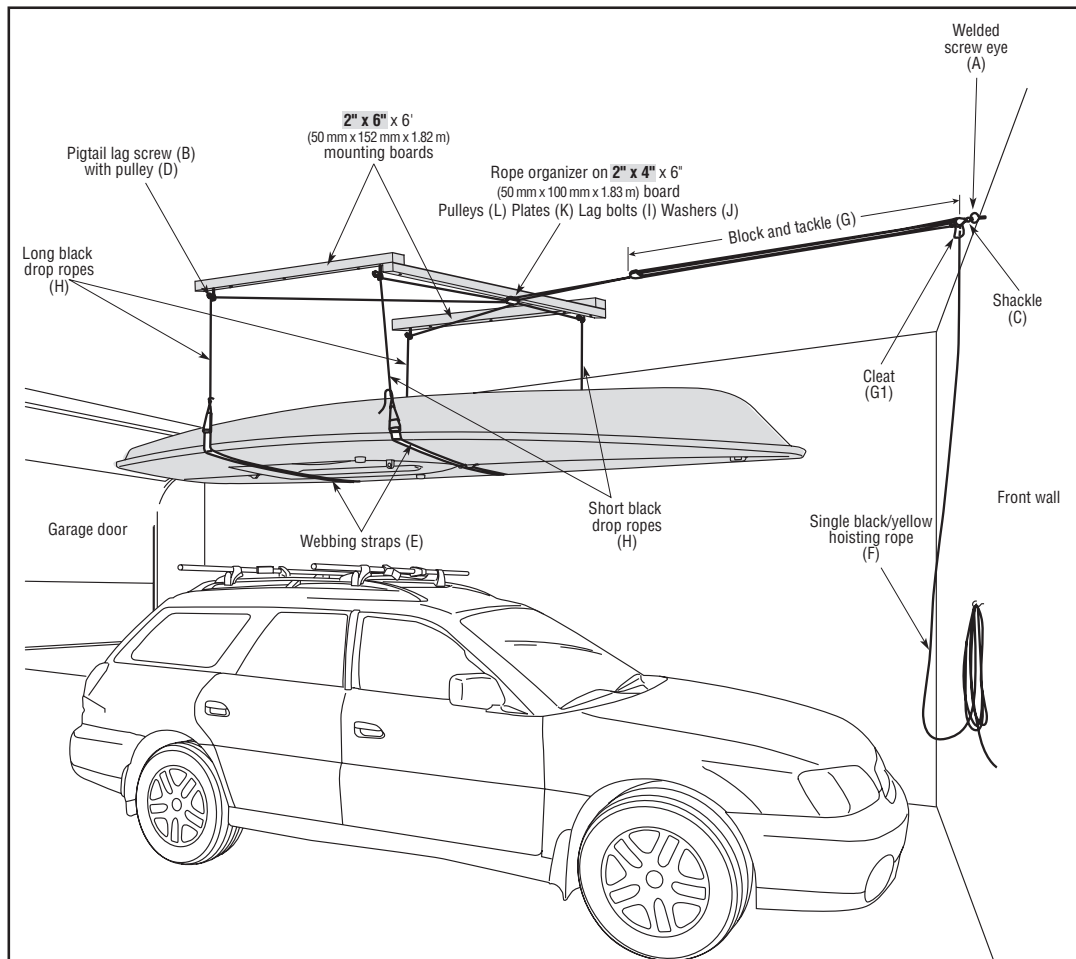 Welded
screw eye
(A)
2" x 6" x 6'
(50 mm x 152 mm x 1.82 m)
mounting boards
Pigtail lag screw (B)
with pulley (D)
Rope organizer on 2" x 4" x 6"
(50 mm x 100 mm x 1.83 m) board
Pulleys (L) Plates (K) Lag bolts (I) Washers (J)
Block and tackle (G)
Long black
drop ropes
(H)
Shackle
(C)
Cleat
(G1)
Short black
drop ropes
(H)
Front wall
Single black/yellow
hoisting rope
(F)
Garage door
Webbing straps (E)